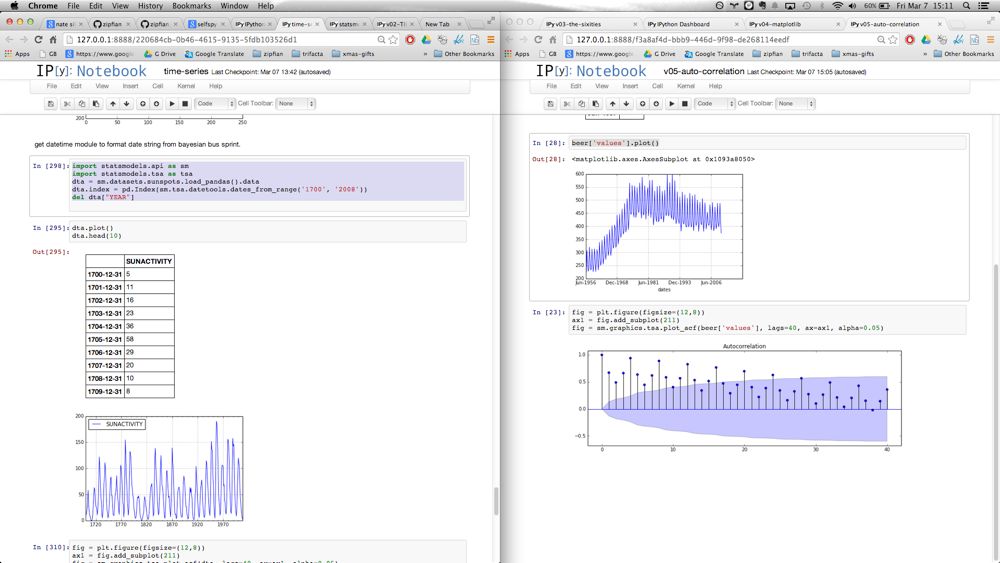 Chrome File Edit View History Bookmarks Window Help
60% Fri Mar 7 15:11
nate si
zipfian
zipfian
selfspy
IPy IPytho
IPy time-s
IPy statsm
IPy v02-Ti
New Tab
127.0.0.1:8888/220684cb-0b46-4615-9135-5fdb103526d1
Apps
https://www.google
G Drive
Google Translate
zipfian
trifacta
xmas-gifts
Other Bookmarks
IP[y]: Notebook time-series Last Checkpoint: Mar 07 13:42 (autosaved)
File Edit View Insert Cell Kernel Help
Code Cell Toolbar: None
200
0 50 100 150 200 250
get datetime module to format date string from bayesian bus sprint.
In [298]: import statsmodels.api as sm
import statsmodels.tsa as tsa
dta = sm.datasets.sunspots.load_pandas().data
dta.index = pd.Index(sm.tsa.datetools.dates_from_range('1700', '2008'))
del dta["YEAR"]
In [295]: dta.plot()
dta.head(10)
Out[295]:
SUNACTIVITY
1700-12-31 5
1701-12-31 11
1702-12-31 16
1703-12-31 23
1704-12-31 36
1705-12-31 58
1706-12-31 29
1707-12-31 20
1708-12-31 10
1709-12-31 8
200
SUNACTIVITY
150
100
50
0
1720 1770 1820 1870 1920 1970
In [310]: fig = plt.figure(figsize=(12,8))
ax1 = fig.add_subplot(211)
IPy v03-the-sixities
IPy IPython Dashboard
IPy v04-matplotlib
IPy v05-auto-correlation
127.0.0.1:8888/f3a8af4d-bbb9-446d-9f98-de268114eedf
Apps
https://www.google
G Drive
Google Translate
zipfian
trifacta
xmas-gifts
Other Bookmarks
IP[y]: Notebook v05-auto-correlation Last Checkpoint: Mar 07 15:05 (autosaved)
File Edit View Insert Cell Kernel Help
Code Cell Toolbar: None
In [28]: beer['values'].plot()
Out[28]: <matplotlib.axes.AxesSubplot at 0x1093a8050>
600
550
500
450
400
350
300
250
200
Jun-1956 Dec-1968 Jun-1981 Dec-1993 Jun-2006
dates
In [23]: fig = plt.figure(figsize=(12,8))
ax1 = fig.add_subplot(211)
fig = sm.graphics.tsa.plot_acf(beer['values'], lags=40, ax=ax1, alpha=0.05)
Autocorrelation
1.0
0.5
0.0
−0.5
0 10 20 30 40